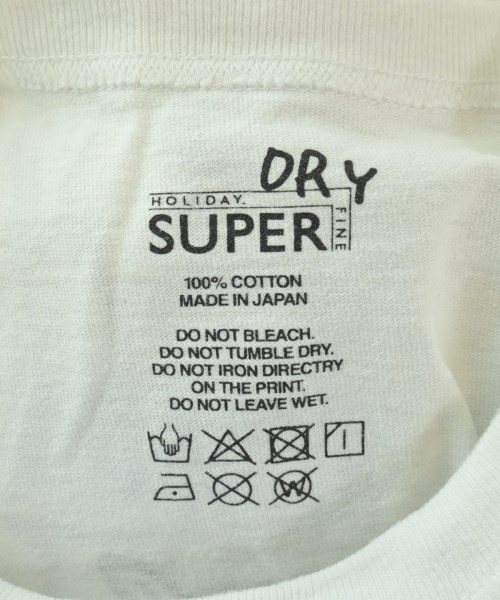 DRY
HOLIDAY.
SUPER
FINE
100% COTTON
MADE IN JAPAN
DO NOT BLEACH.
DO NOT TUMBLE DRY.
DO NOT IRON DIRECTRY
ON THE PRINT.
DO NOT LEAVE WET.
W